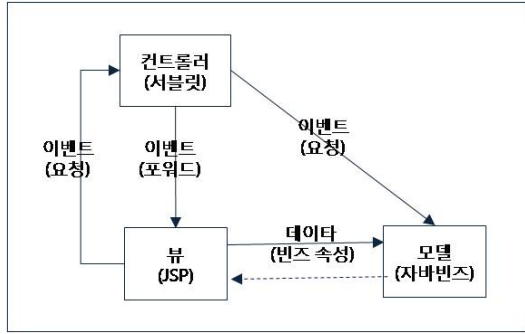 컨트롤러
(서블릿)
이벤트
(요청)
이벤트
(포워드)
이벤트
(요청)
뷰
(JSP)
데이타
(빈즈 속성)
모델
(자바빈즈)